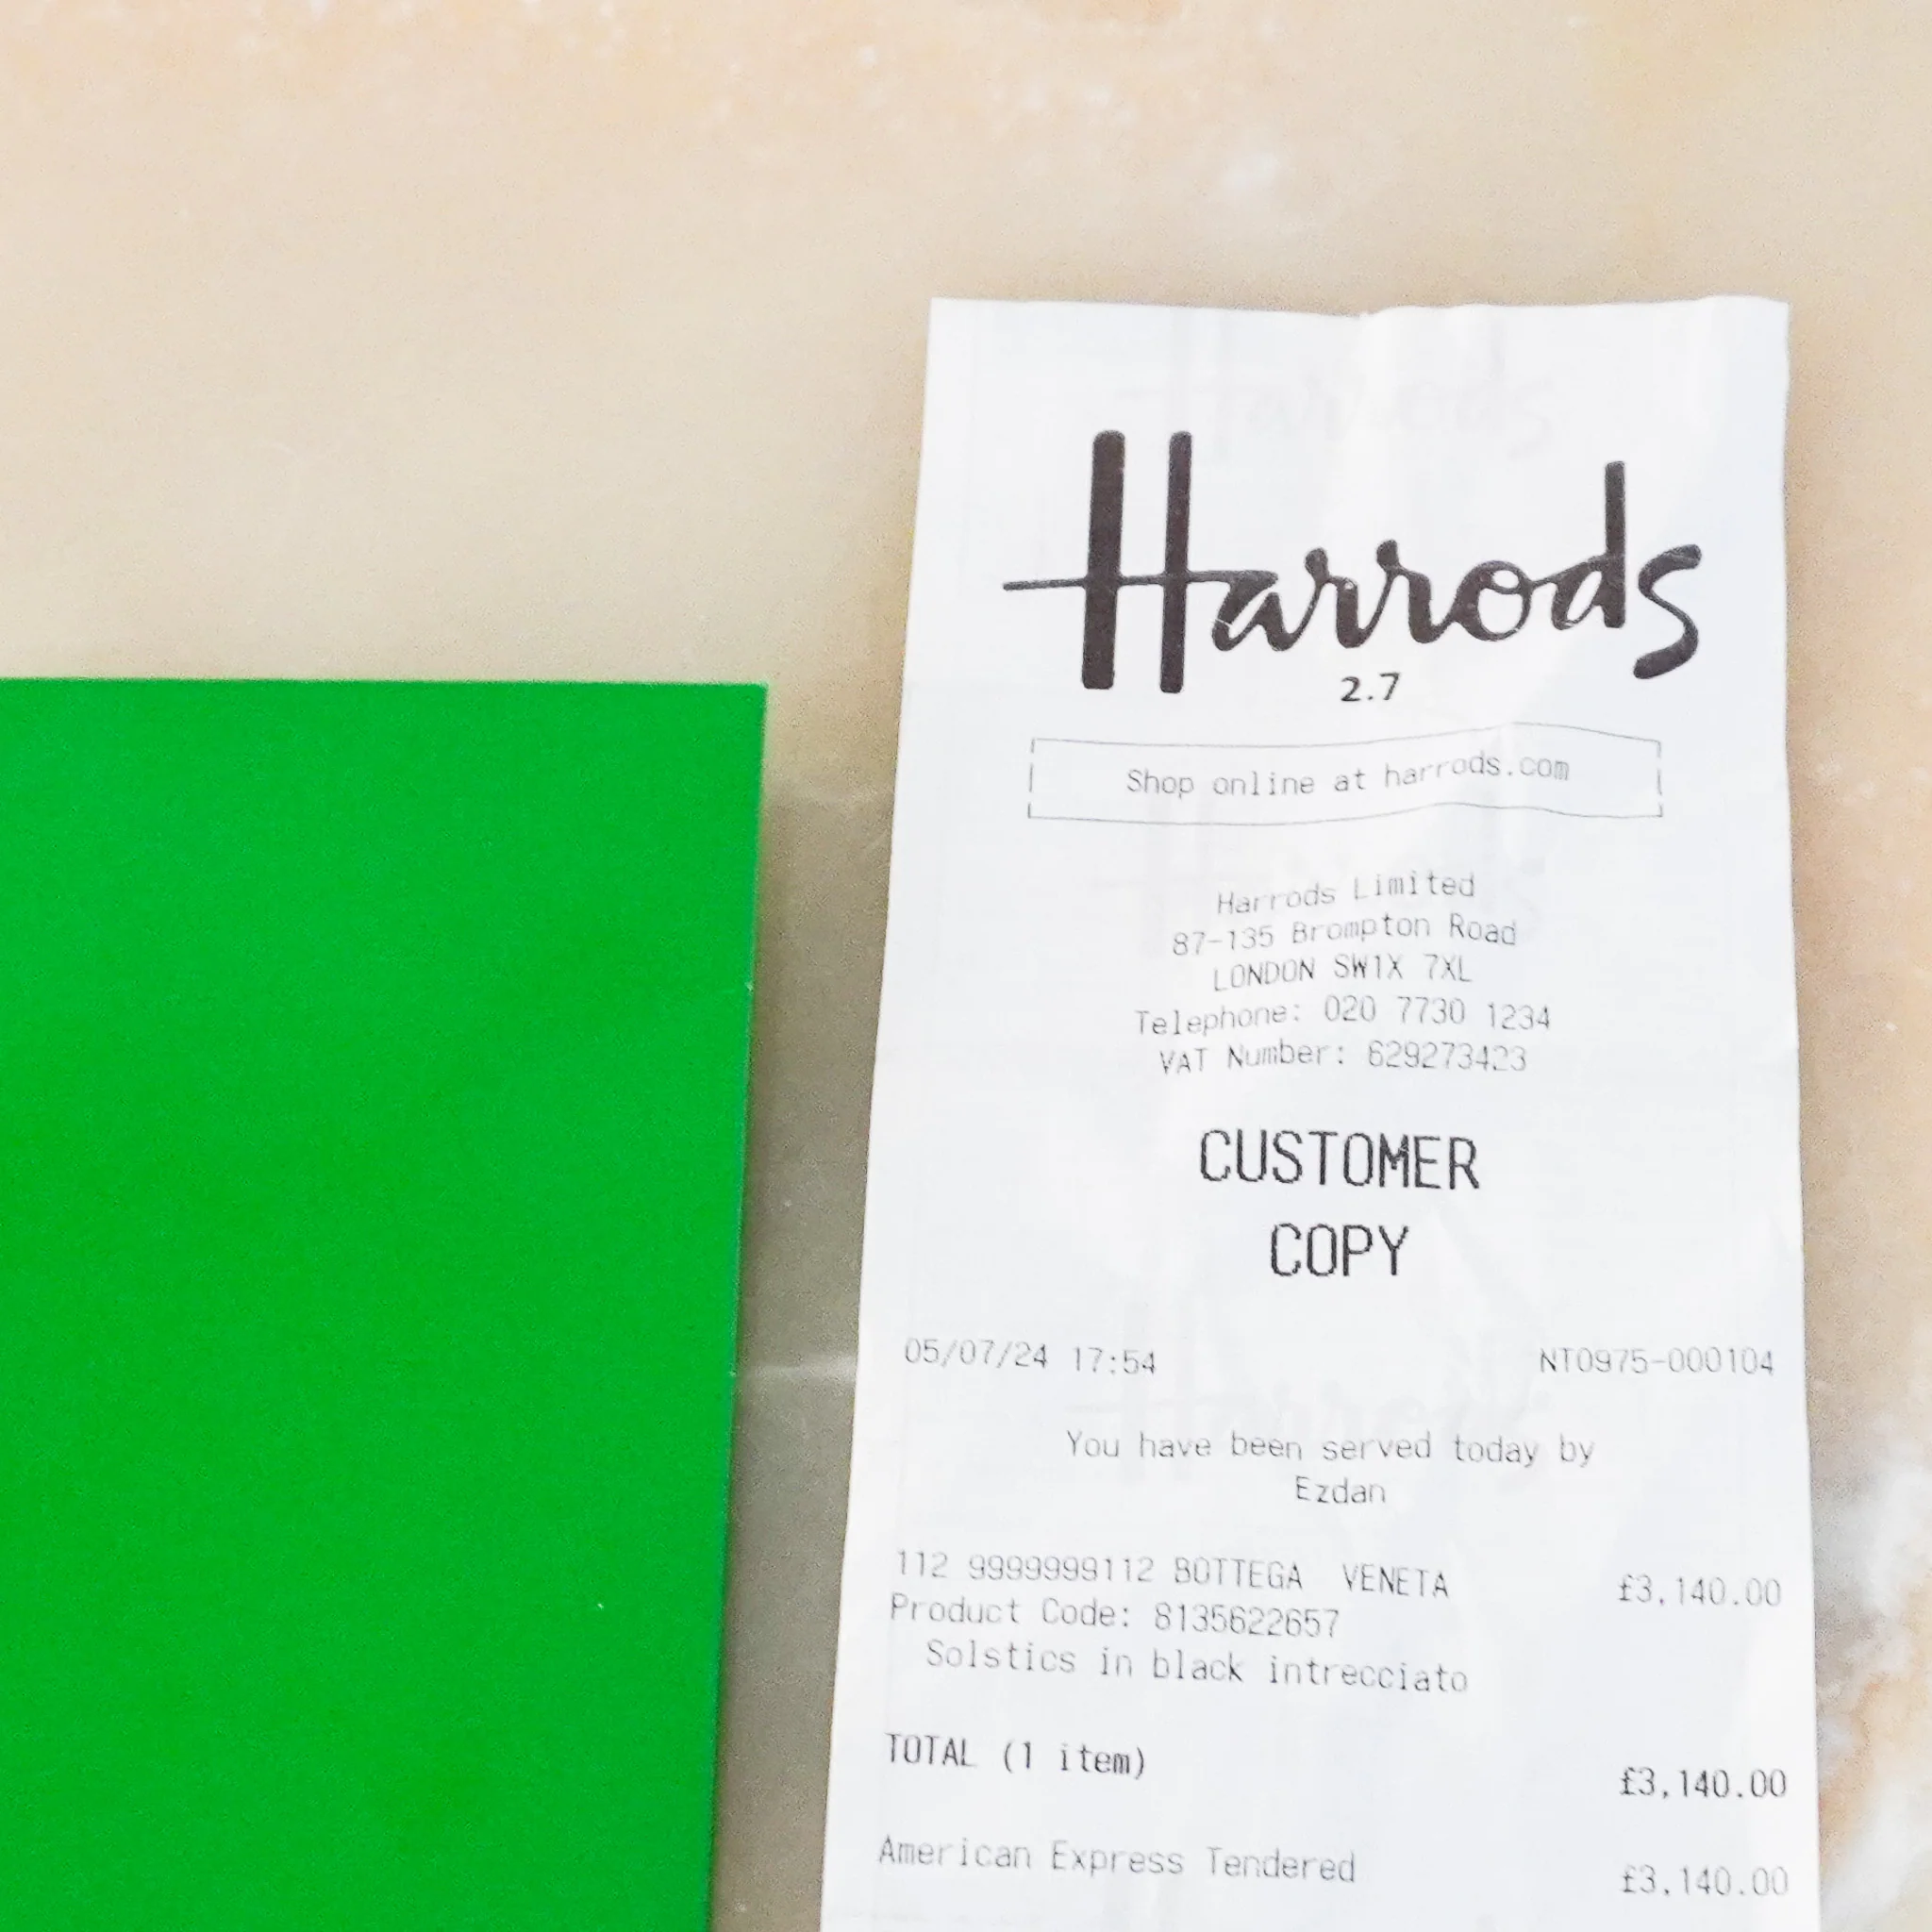 Harrods
2.7
Shop online at harrods.com
Harrods Limited
87-135 Brompton Road
LONDON SW1X 7XL
Telephone: 020 7730 1234
VAT Number: 629273423
CUSTOMER
COPY
05/07/24 17:54 NT0975-000104
You have been served today by
Ezdan
112 9999999112 BOTTEGA VENETA £3,140.00
Product Code: 8135622657
Solstics in black intrecciato
TOTAL (1 item) £3,140.00
American Express Tendered £3,140.00